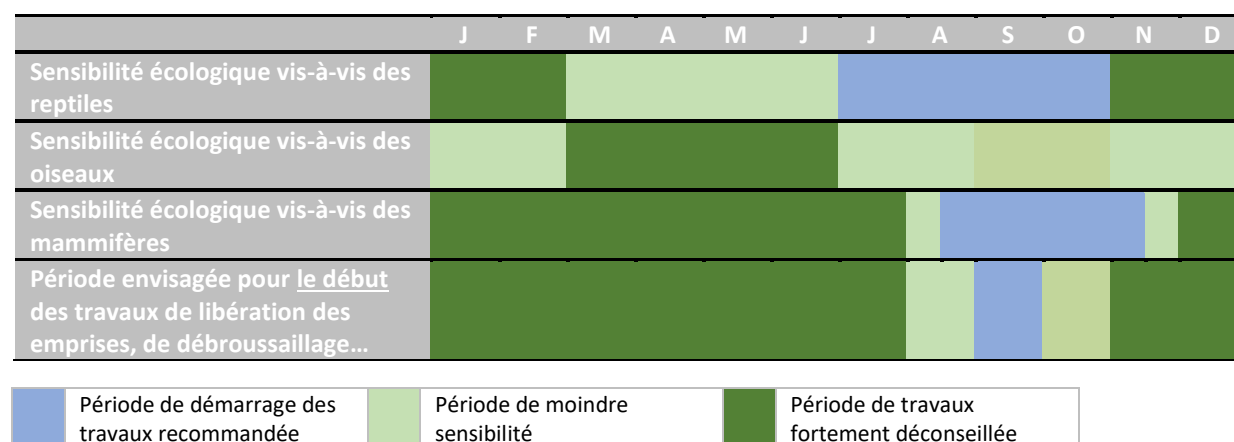 J F M A M J J A S O N D
Sensibilité écologique vis-à-vis des
reptiles
Sensibilité écologique vis-à-vis des
oiseaux
Sensibilité écologique vis-à-vis des
mammifères
Période envisagée pour le début
des travaux de libération des
emprises, de débroussaillage…
Période de démarrage des
travaux recommandée
Période de moindre
sensibilité
Période de travaux
fortement déconseillée